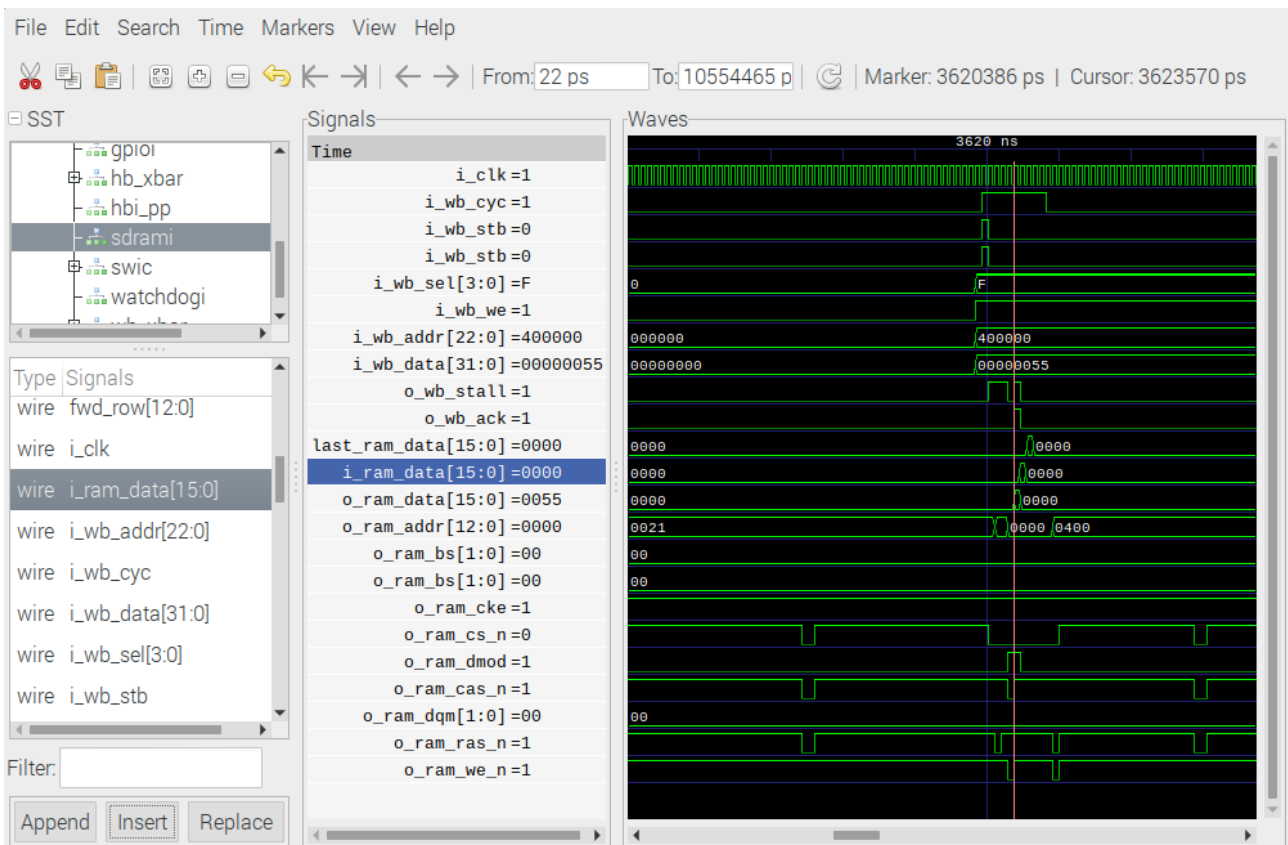 File Edit Search Time Markers View Help
From: 22 ps To: 10554465 p Marker: 3620386 ps | Cursor: 3623570 ps
SST
gpioi
hb_xbar
hbi_pp
sdrami
swic
watchdogi
Type Signals
wire fwd_row[12:0]
wire i_clk
wire i_ram_data[15:0]
wire i_wb_addr[22:0]
wire i_wb_cyc
wire i_wb_data[31:0]
wire i_wb_sel[3:0]
wire i_wb_stb
Filter:
Append Insert Replace
Signals
Time
i_clk=1
i_wb_cyc=1
i_wb_stb=0
i_wb_stb=0
i_wb_sel[3:0]=F
i_wb_we=1
i_wb_addr[22:0]=400000
i_wb_data[31:0]=00000055
o_wb_stall=1
o_wb_ack=1
last_ram_data[15:0]=0000
i_ram_data[15:0]=0000
o_ram_data[15:0]=0055
o_ram_addr[12:0]=0000
o_ram_bs[1:0]=00
o_ram_bs[1:0]=00
o_ram_cke=1
o_ram_cs_n=0
o_ram_dmod=1
o_ram_cas_n=1
o_ram_dqm[1:0]=00
o_ram_ras_n=1
o_ram_we_n=1
Waves
3620 ns
0 F
000000 400000
00000000 00000055
0000 0000
0000 0000
0000 0000
0021 0000 0400
00
00
00